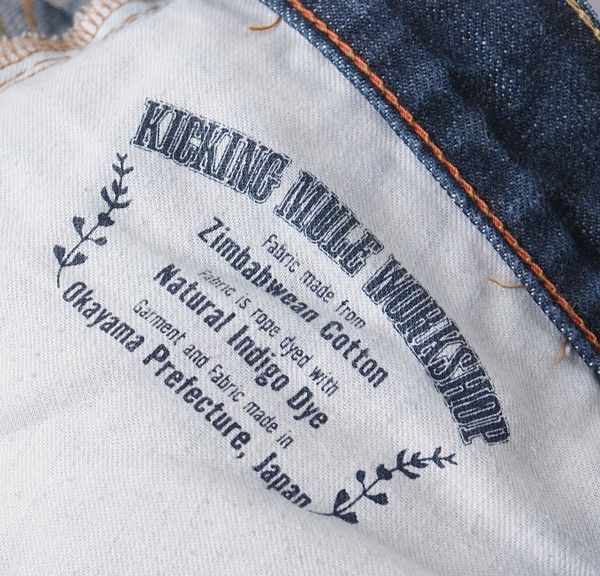 KICKING MULE WORKSHOP
Fabric made from
Zimbabwean Cotton
Fabric is rope dyed with
Natural Indigo Dye
Garment and Fabric made in
Okayama Prefecture, Japan